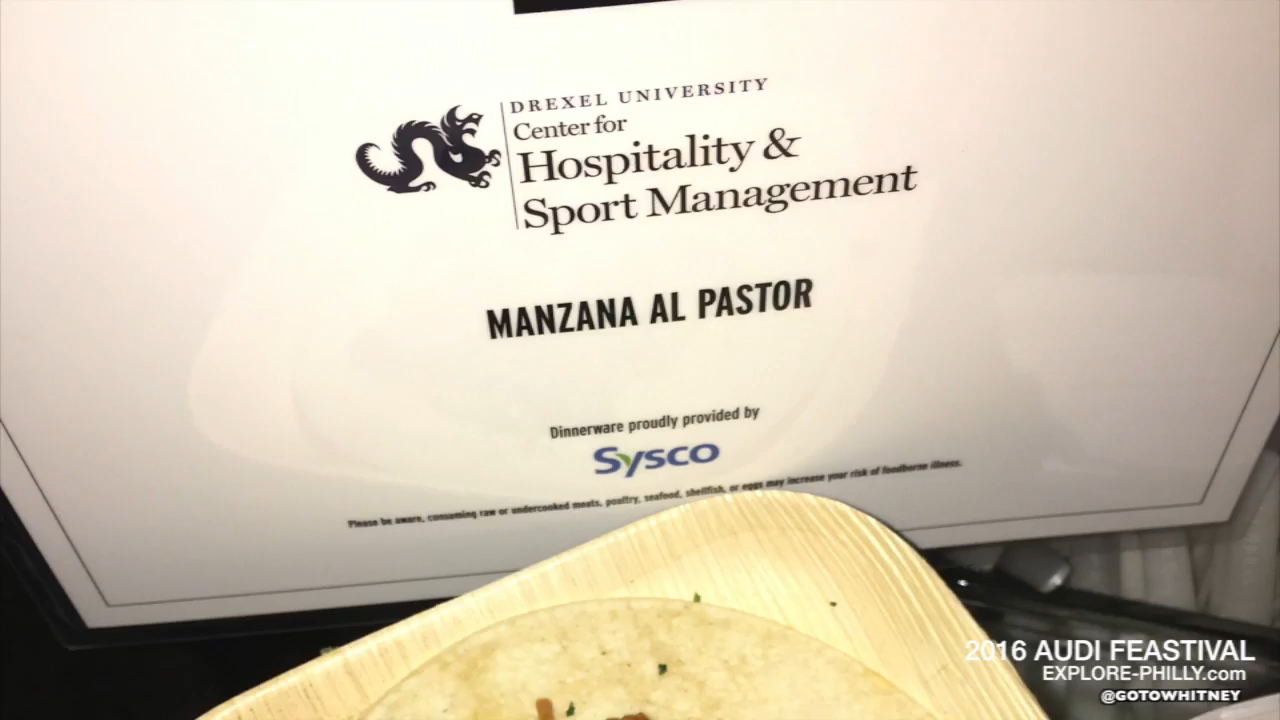 DREXEL UNIVERSITY
Center for
Hospitality &
Sport Management
MANZANA AL PASTOR
Dinnerware proudly provided by
Sysco
Please be aware, consuming raw or undercooked meats, poultry, seafood, shellfish, or eggs may increase your risk of foodborne illness.
2016 AUDI FEASTIVAL
EXPLORE-PHILLY.com
@GOTOWHITNEY